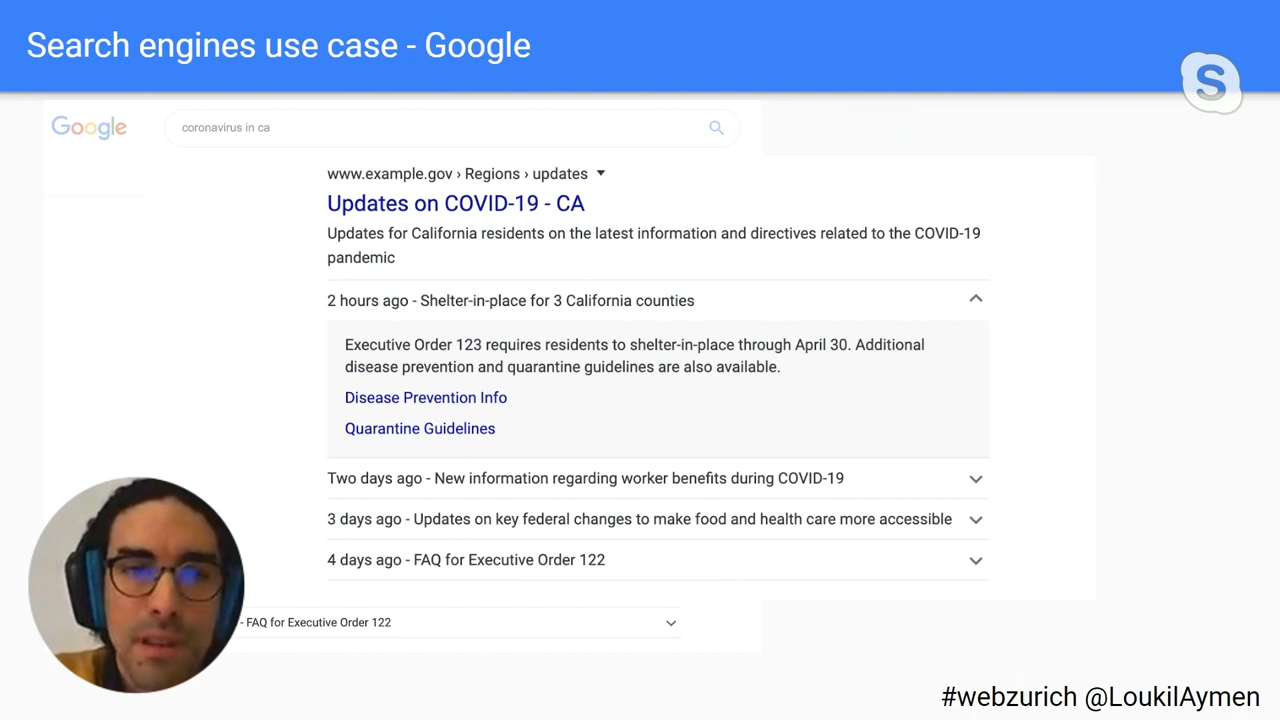 Search engines use case - Google
S
Google
coronavirus in ca
www.example.gov › Regions › updates
Updates on COVID-19 - CA
Updates for California residents on the latest information and directives related to the COVID-19
pandemic
2 hours ago - Shelter-in-place for 3 California counties
Executive Order 123 requires residents to shelter-in-place through April 30. Additional
disease prevention and quarantine guidelines are also available.
Disease Prevention Info
Quarantine Guidelines
Two days ago - New information regarding worker benefits during COVID-19
3 days ago - Updates on key federal changes to make food and health care more accessible
4 days ago - FAQ for Executive Order 122
- FAQ for Executive Order 122
#webzurich @LoukilAymen